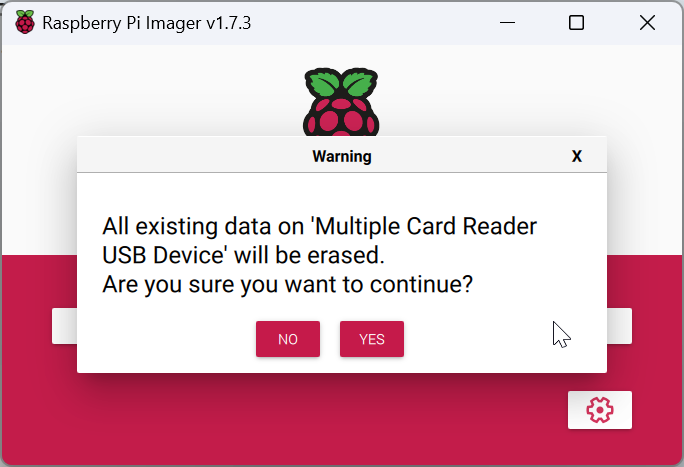 Raspberry Pi Imager v1.7.3
Warning
X
All existing data on 'Multiple Card Reader
USB Device' will be erased.
Are you sure you want to continue?
NO YES